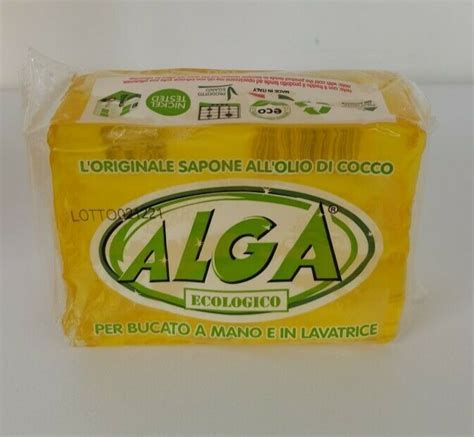 NICKEL
TESTED
MADE IN ITALY
eco
L'ORIGINALE SAPONE ALL'OLIO DI COCCO
LOTTO021221
ALGA®
ECOLOGICO
PER BUCATO A MANO E IN LAVATRICE